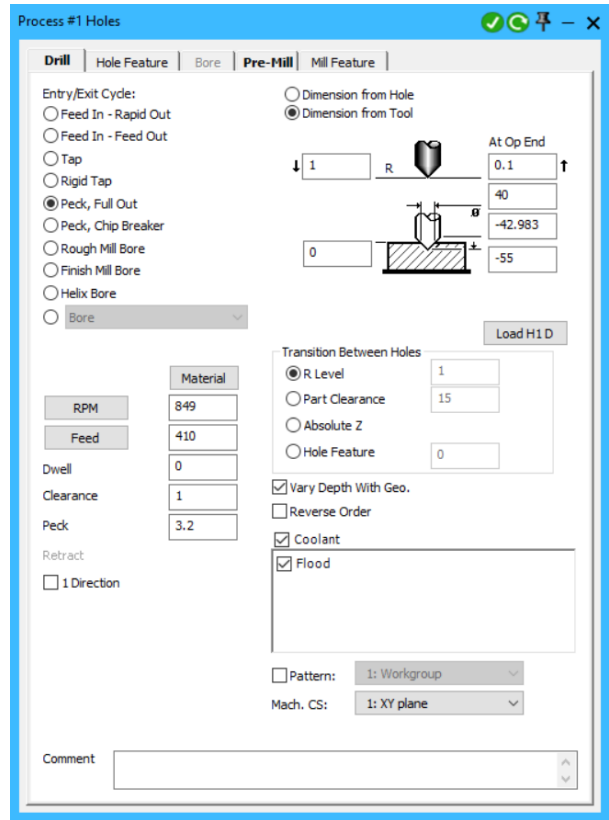 Process #1 Holes
Drill
Hole Feature
Bore
Pre-Mill
Mill Feature
Entry/Exit Cycle:
Feed In - Rapid Out
Feed In - Feed Out
Tap
Rigid Tap
Peck, Full Out
Peck, Chip Breaker
Rough Mill Bore
Finish Mill Bore
Helix Bore
Bore
Dimension from Hole
Dimension from Tool
At Op End
1
R
0.1
40
ø
-42.983
0
-55
Load H1 D
Material
RPM
849
Feed
410
Dwell
0
Clearance
1
Peck
3.2
Retract
1 Direction
Transition Between Holes
R Level
1
Part Clearance
15
Absolute Z
Hole Feature
0
Vary Depth With Geo.
Reverse Order
Coolant
Flood
Pattern:
1: Workgroup
Mach. CS:
1: XY plane
Comment